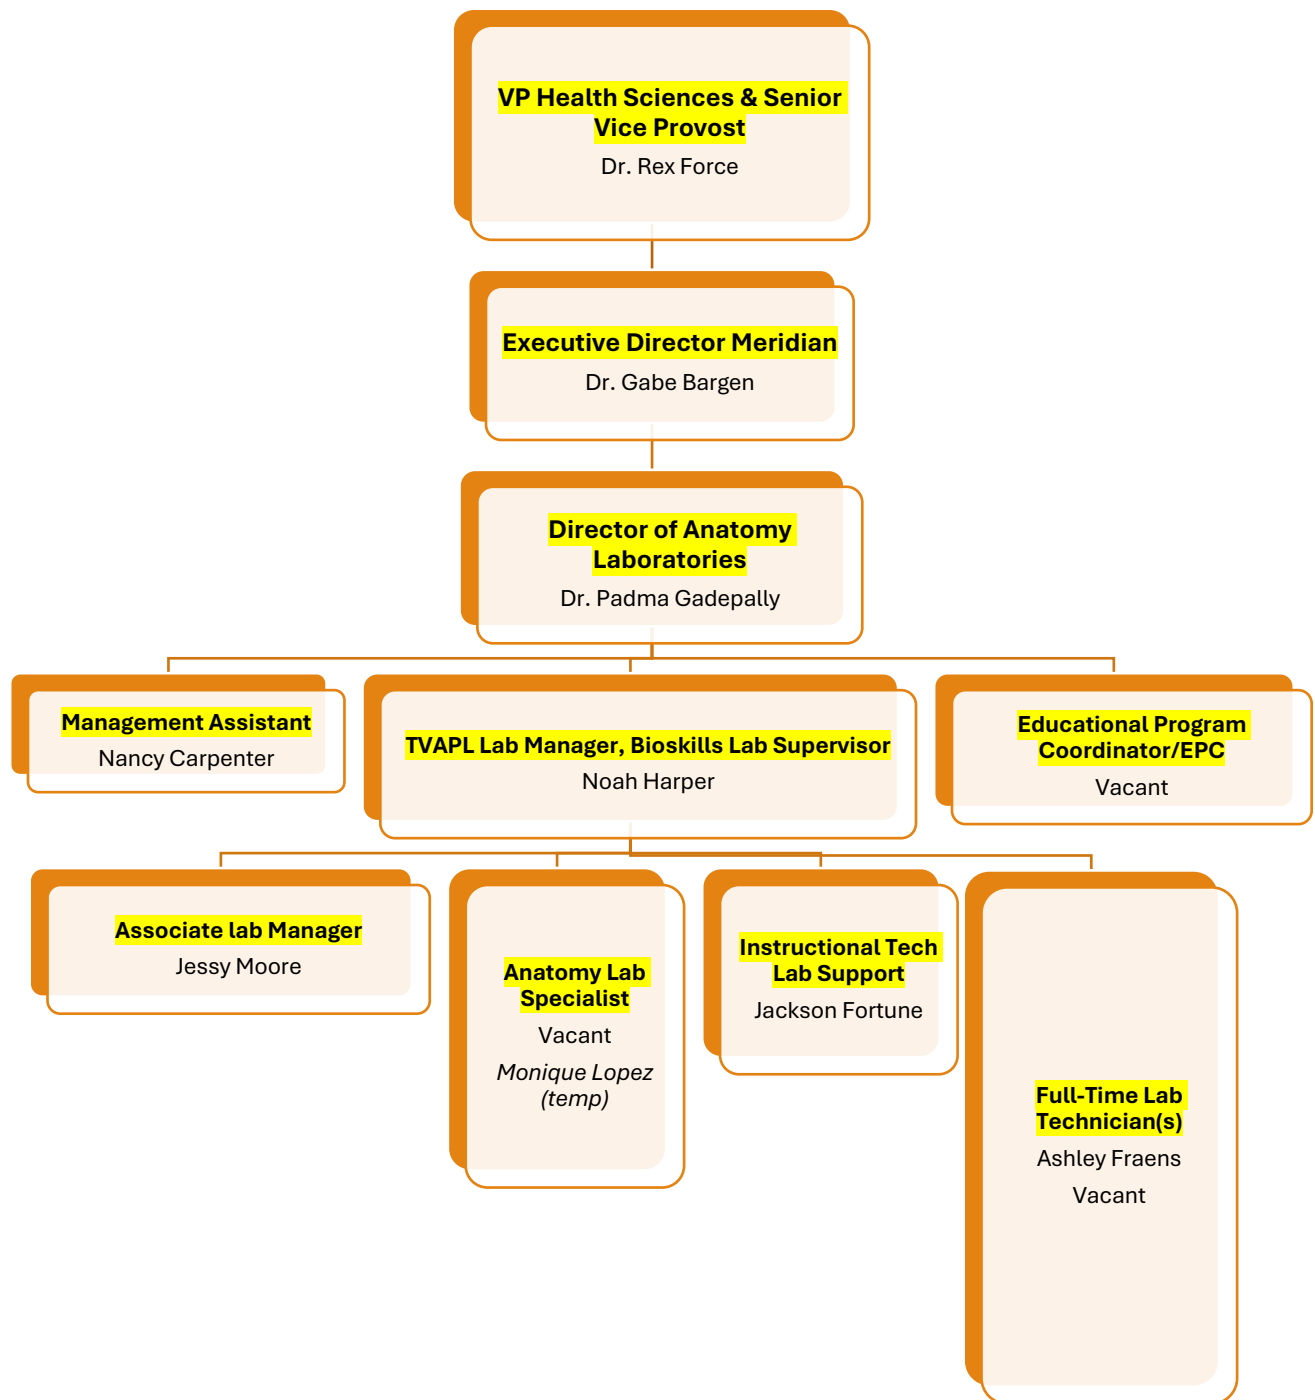 VP Health Sciences & Senior
Vice Provost
Dr. Rex Force
Executive Director Meridian
Dr. Gabe Bargen
Director of Anatomy
Laboratories
Dr. Padma Gadepally
Management Assistant
Nancy Carpenter
TVAPL Lab Manager, Bioskills Lab Supervisor
Noah Harper
Educational Program
Coordinator/EPC
Vacant
Associate lab Manager
Jessy Moore
Anatomy Lab
Specialist
Vacant
Monique Lopez
(temp)
Instructional Tech
Lab Support
Jackson Fortune
Full-Time Lab
Technician(s)
Ashley Fraens
Vacant